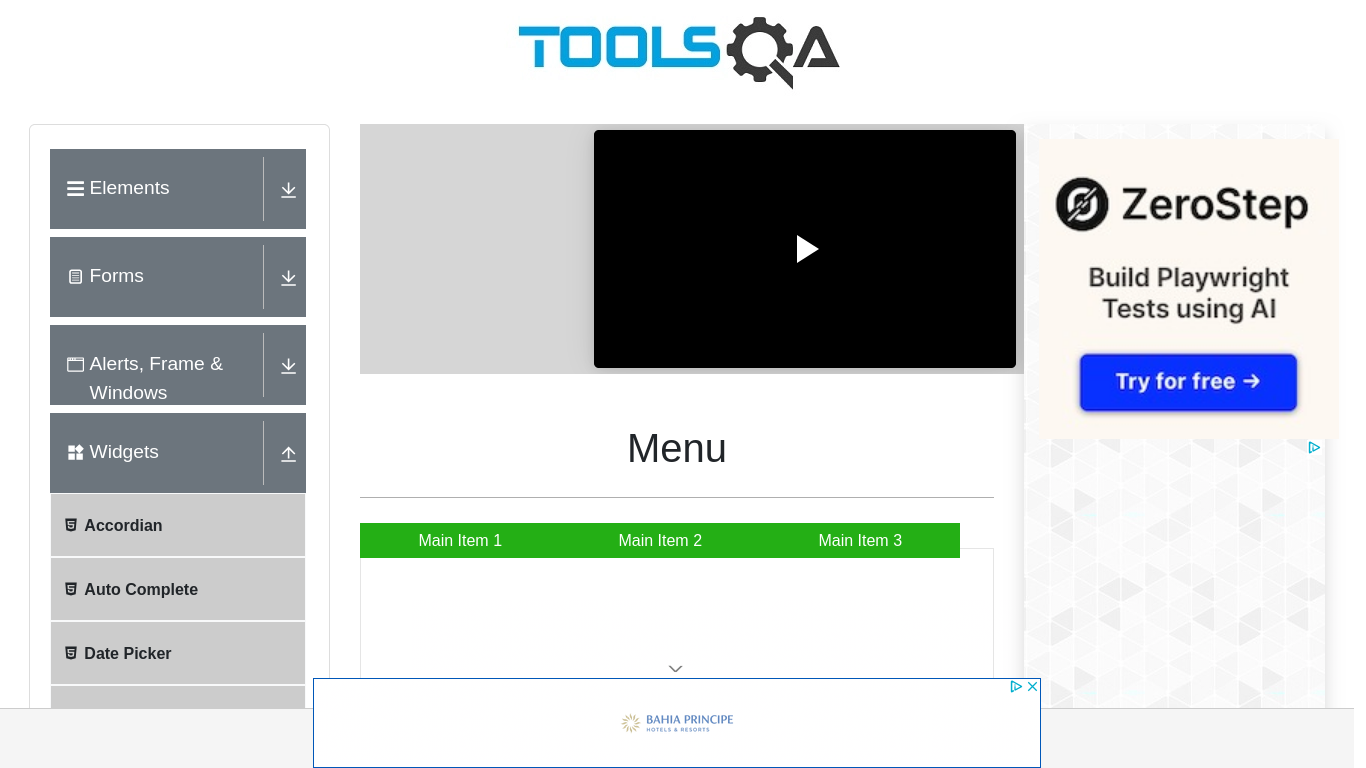 TOOLSQA
Elements
Forms
Alerts, Frame &
Windows
Widgets
Accordian
Auto Complete
Date Picker
Menu
Main Item 1
Main Item 2
Main Item 3
ZeroStep
Build Playwright
Tests using AI
Try for free →
BAHIA PRINCIPE
HOTELS & RESORTS